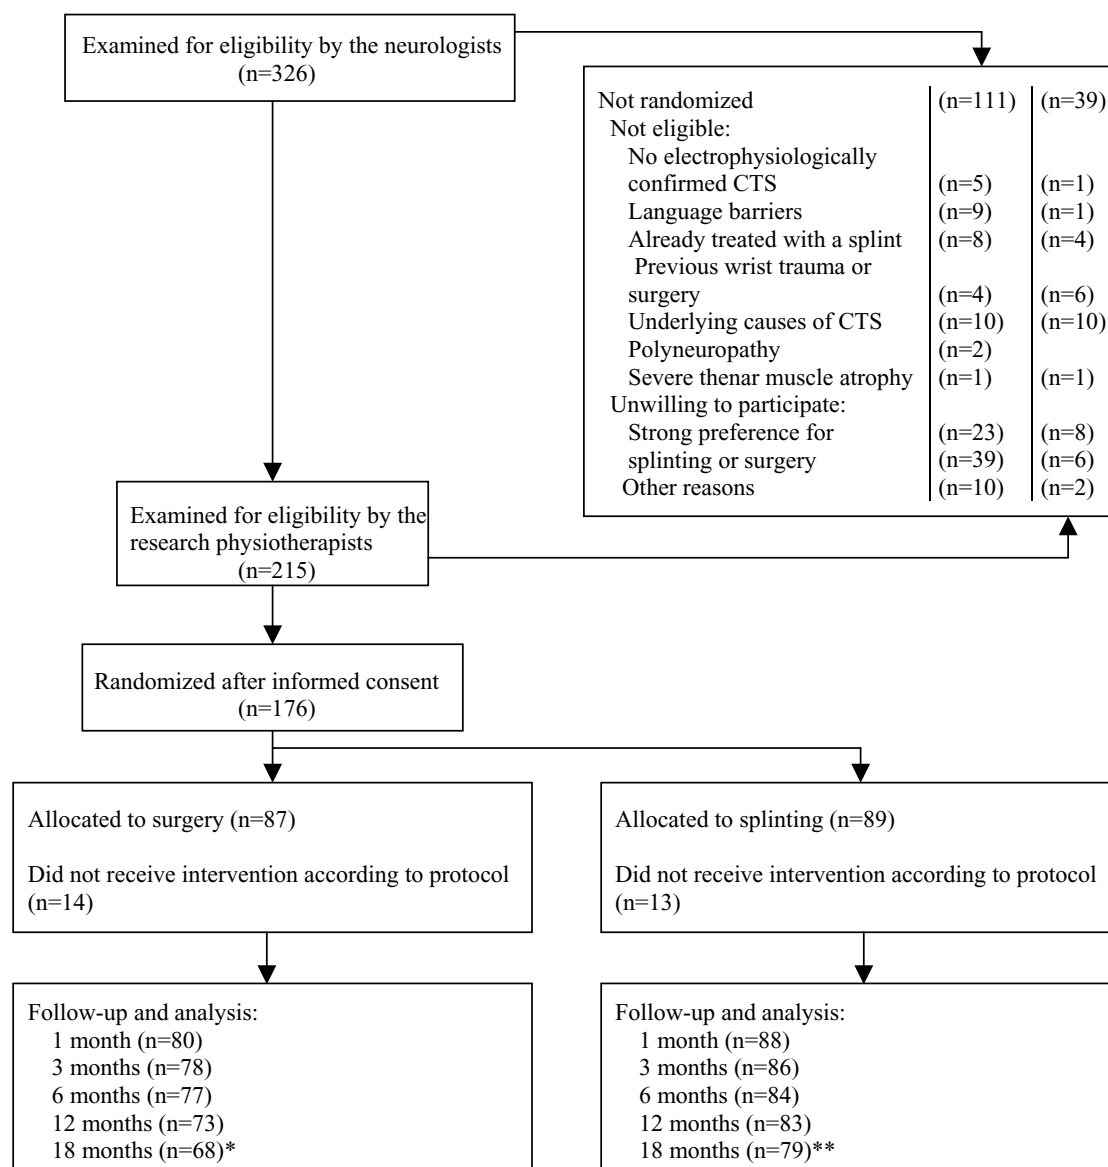 Examined for eligibility by the neurologists
(n=326)
Not randomized (n=111) (n=39)
Not eligible:
No electrophysiologically
confirmed CTS (n=5) (n=1)
Language barriers (n=9) (n=1)
Already treated with a splint (n=8) (n=4)
Previous wrist trauma or
surgery (n=4) (n=6)
Underlying causes of CTS (n=10) (n=10)
Polyneuropathy (n=2)
Severe thenar muscle atrophy (n=1) (n=1)
Unwilling to participate:
Strong preference for (n=23) (n=8)
splinting or surgery (n=39) (n=6)
Other reasons (n=10) (n=2)
Examined for eligibility by the
research physiotherapists
(n=215)
Randomized after informed consent
(n=176)
Allocated to surgery (n=87)
Did not receive intervention according to protocol
(n=14)
Allocated to splinting (n=89)
Did not receive intervention according to protocol
(n=13)
Follow-up and analysis:
1 month (n=80)
3 months (n=78)
6 months (n=77)
12 months (n=73)
18 months (n=68)*
Follow-up and analysis:
1 month (n=88)
3 months (n=86)
6 months (n=84)
12 months (n=83)
18 months (n=79)**